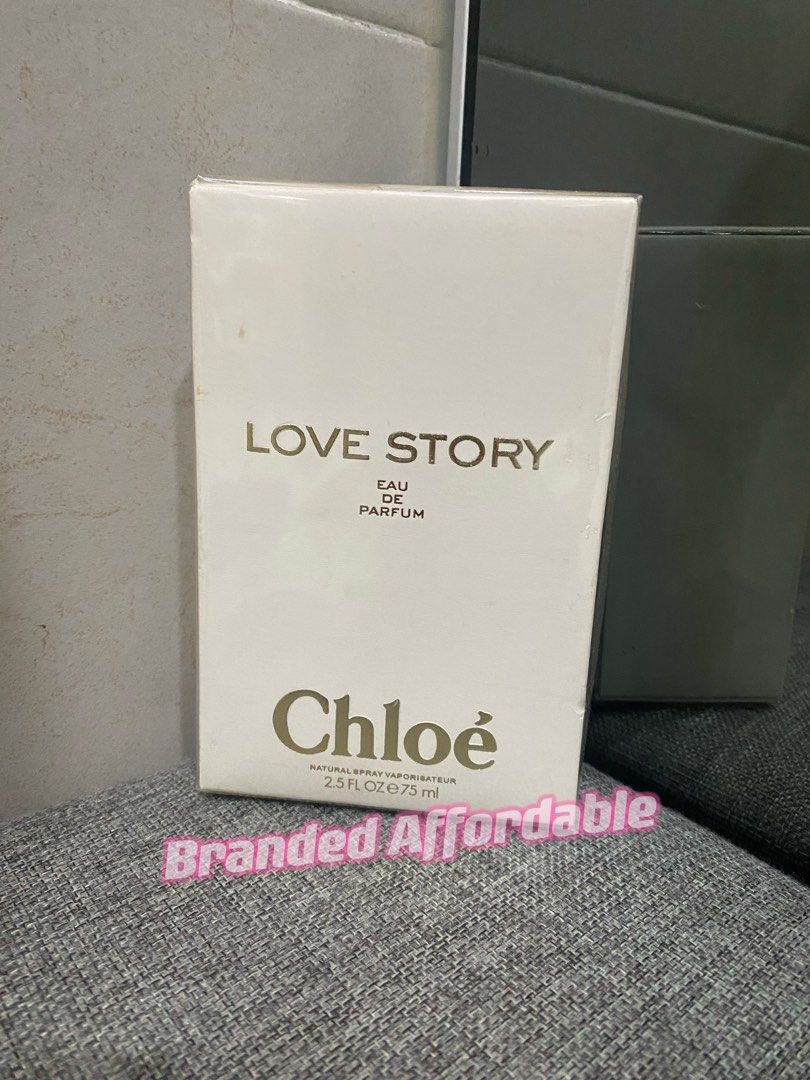 LOVE STORY
EAU
DE
PARFUM
Chloé
NATURAL SPRAY VAPORISATEUR
2.5 FL OZ ℮ 75 ml
Branded Affordable